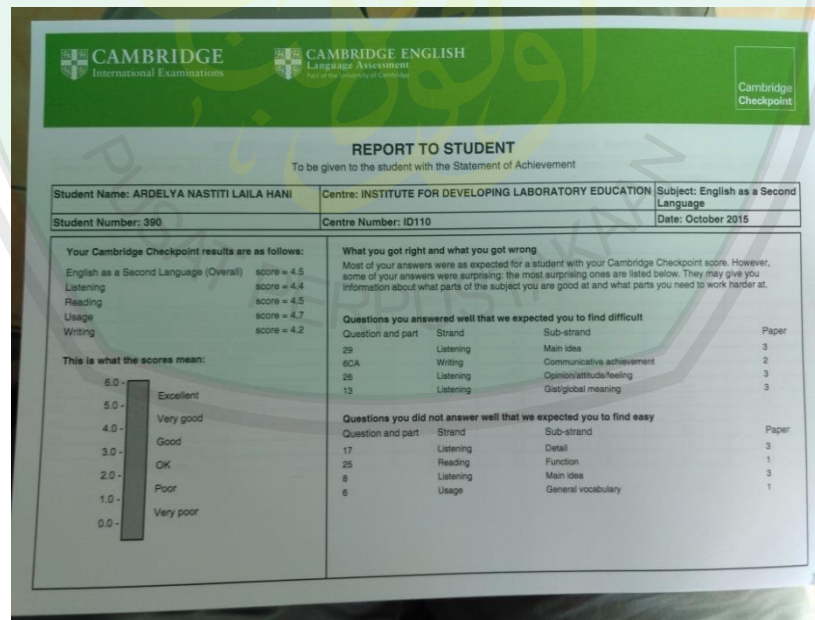 CAMBRIDGE
International Examinations
CAMBRIDGE ENGLISH
Language Assessment
Part of the University of Cambridge
Cambridge
Checkpoint
REPORT TO STUDENT
To be given to the student with the Statement of Achievement
Student Name: ARDELYA NASTITI LAILA HANI
Centre: INSTITUTE FOR DEVELOPING LABORATORY EDUCATION
Subject: English as a Second
Language
Student Number: 390
Centre Number: ID110
Date: October 2015
Your Cambridge Checkpoint results are as follows:
English as a Second Language (Overall) score = 4.5
Listening score = 4.4
Reading score = 4.5
Usage score = 4.7
Writing score = 4.2
This is what the scores mean:
6.0 -
Excellent
5.0 -
Very good
4.0 -
Good
3.0 -
OK
2.0 -
Poor
1.0 -
Very poor
0.0 -
What you got right and what you got wrong
Most of your answers were as expected for a student with your Cambridge Checkpoint score. However,
some of your answers were surprising: the most surprising ones are listed below. They may give you
information about what parts of the subject you are good at and what parts you need to work harder at.
Questions you answered well that we expected you to find difficult
Question and part Strand Sub-strand Paper
29 Listening Main idea 3
6CA Writing Communicative achievement 2
26 Listening Opinion/attitude/feeling 3
13 Listening Gist/global meaning 3
Questions you did not answer well that we expected you to find easy
Question and part Strand Sub-strand Paper
17 Listening Detail 3
25 Reading Function 1
8 Listening Main idea 3
6 Usage General vocabulary 1
PUSAT PERPUSTAKAAN